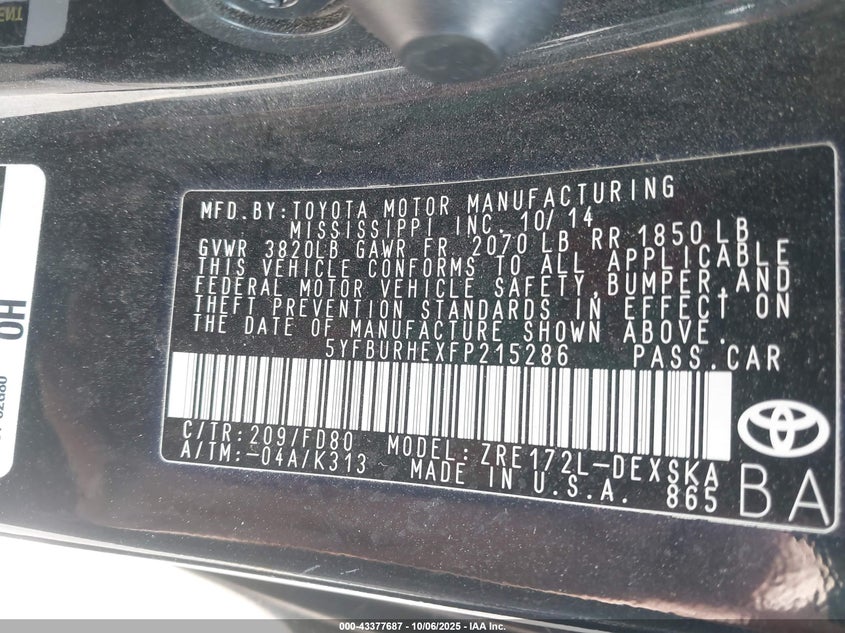 MFD.BY:TOYOTA MOTOR MANUFACTURING
MISSISSIPPI INC. 10/14
GVWR 3820LB GAWR FR 2070 LB RR 1850 LB
THIS VEHICLE CONFORMS TO ALL APPLICABLE
FEDERAL MOTOR VEHICLE SAFETY,BUMPER,AND
THEFT PREVENTION STANDARDS IN EFFECT ON
THE DATE OF MANUFACTURE SHOWN ABOVE.
5YFBURHEXFP215286 PASS.CAR
C/TR:209/FD80 MODEL:ZRE172L-DEXSKA
A/TM:-04A/K313 MADE IN U.S.A. 865
BA
OH
000-43377687 - 10/06/2025 - IAA Inc.